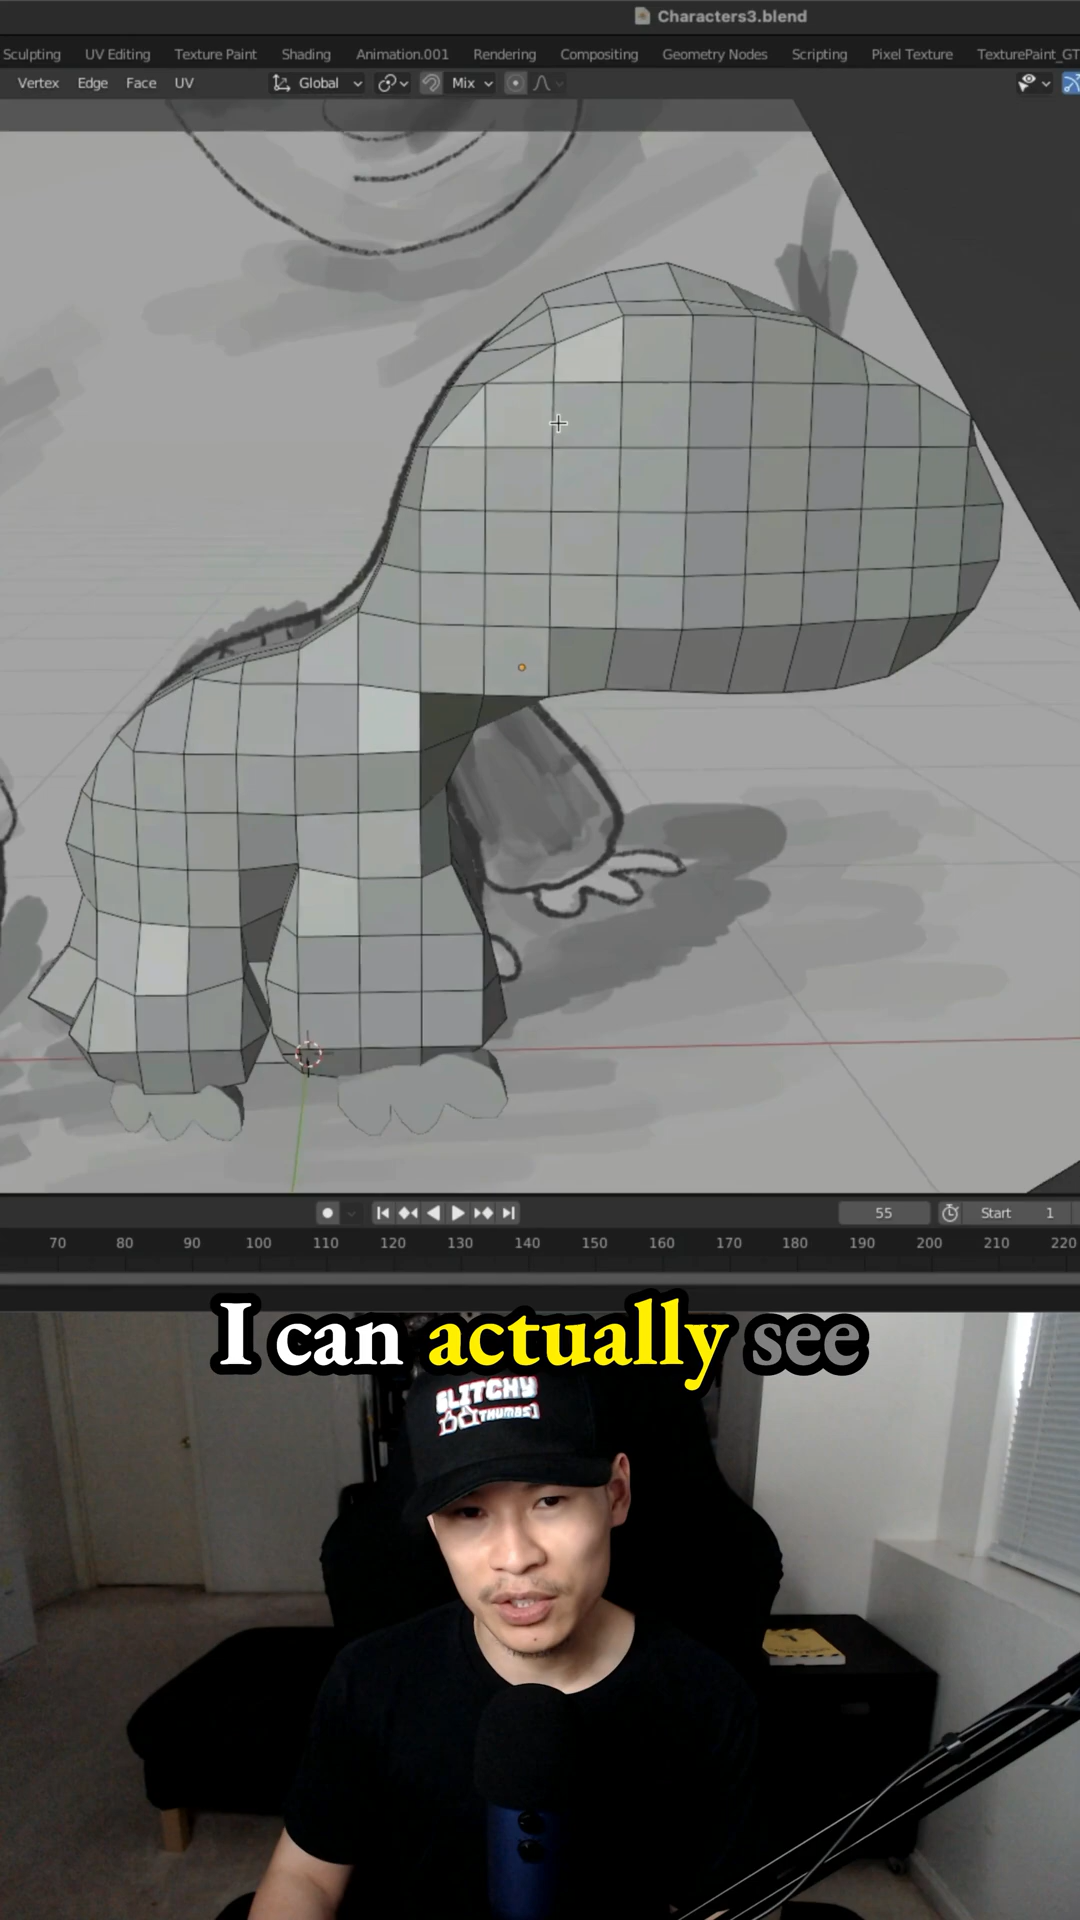 Characters3.blend
Sculpting UV Editing Texture Paint Shading Animation.001 Rendering Compositing Geometry Nodes Scripting Pixel Texture TexturePaint_GT
Vertex Edge Face UV Global Mix
55 Start 1
70 80 90 100 110 120 130 140 150 160 170 180 190 200 210 220
I can actually see
GLITCHY
[THUMBS]